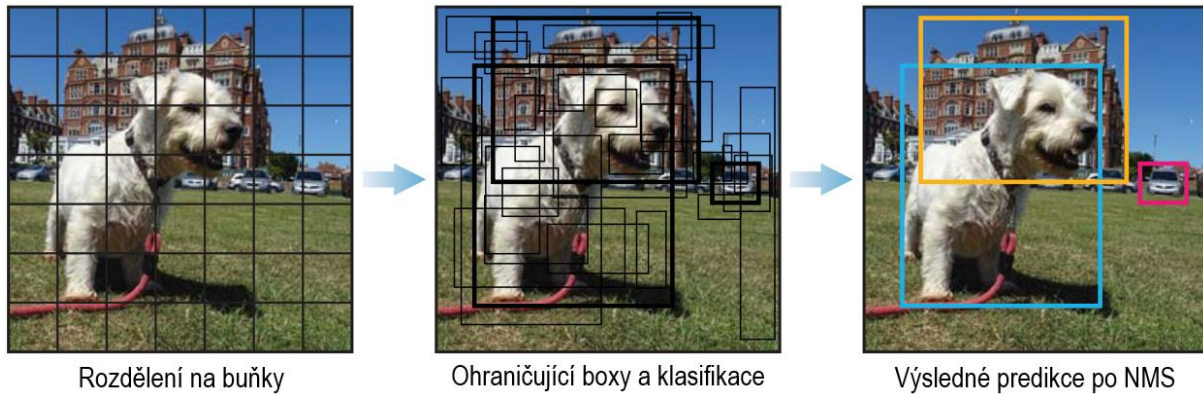 Rozdělení na buňky
Ohraničující boxy a klasifikace
Výsledné predikce po NMS